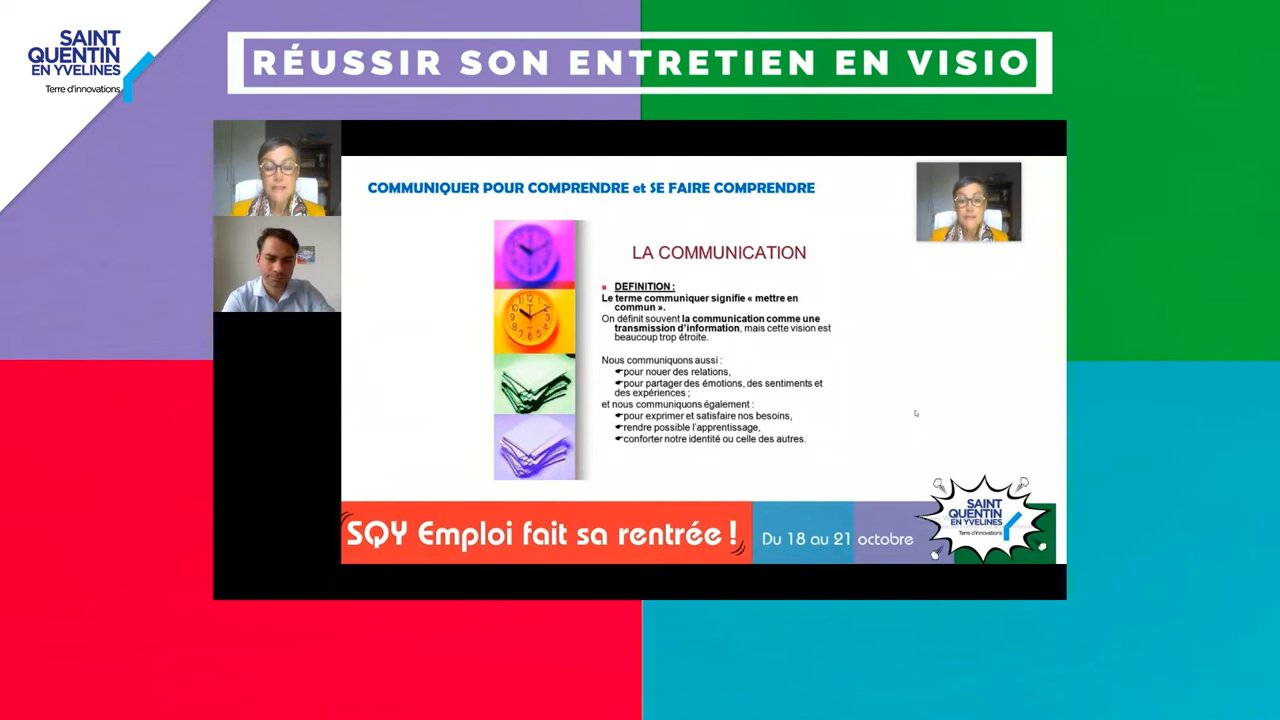 SAINT
QUENTIN
EN YVELINES
Terre d'innovations
RÉUSSIR SON ENTRETIEN EN VISIO
COMMUNIQUER POUR COMPRENDRE et SE FAIRE COMPRENDRE
LA COMMUNICATION
DEFINITION :
Le terme communiquer signifie « mettre en
commun ».
On définit souvent la communication comme une
transmission d'information, mais cette vision est
beaucoup trop étroite.
Nous communiquons aussi :
☛pour nouer des relations,
☛pour partager des émotions, des sentiments et
des expériences ;
et nous communiquons également :
☛pour exprimer et satisfaire nos besoins,
☛rendre possible l'apprentissage,
☛conforter notre identité ou celle des autres.
SQY Emploi fait sa rentrée !
Du 18 au 21 octobre
SAINT
QUENTIN
EN YVELINES
Terre d'innovations